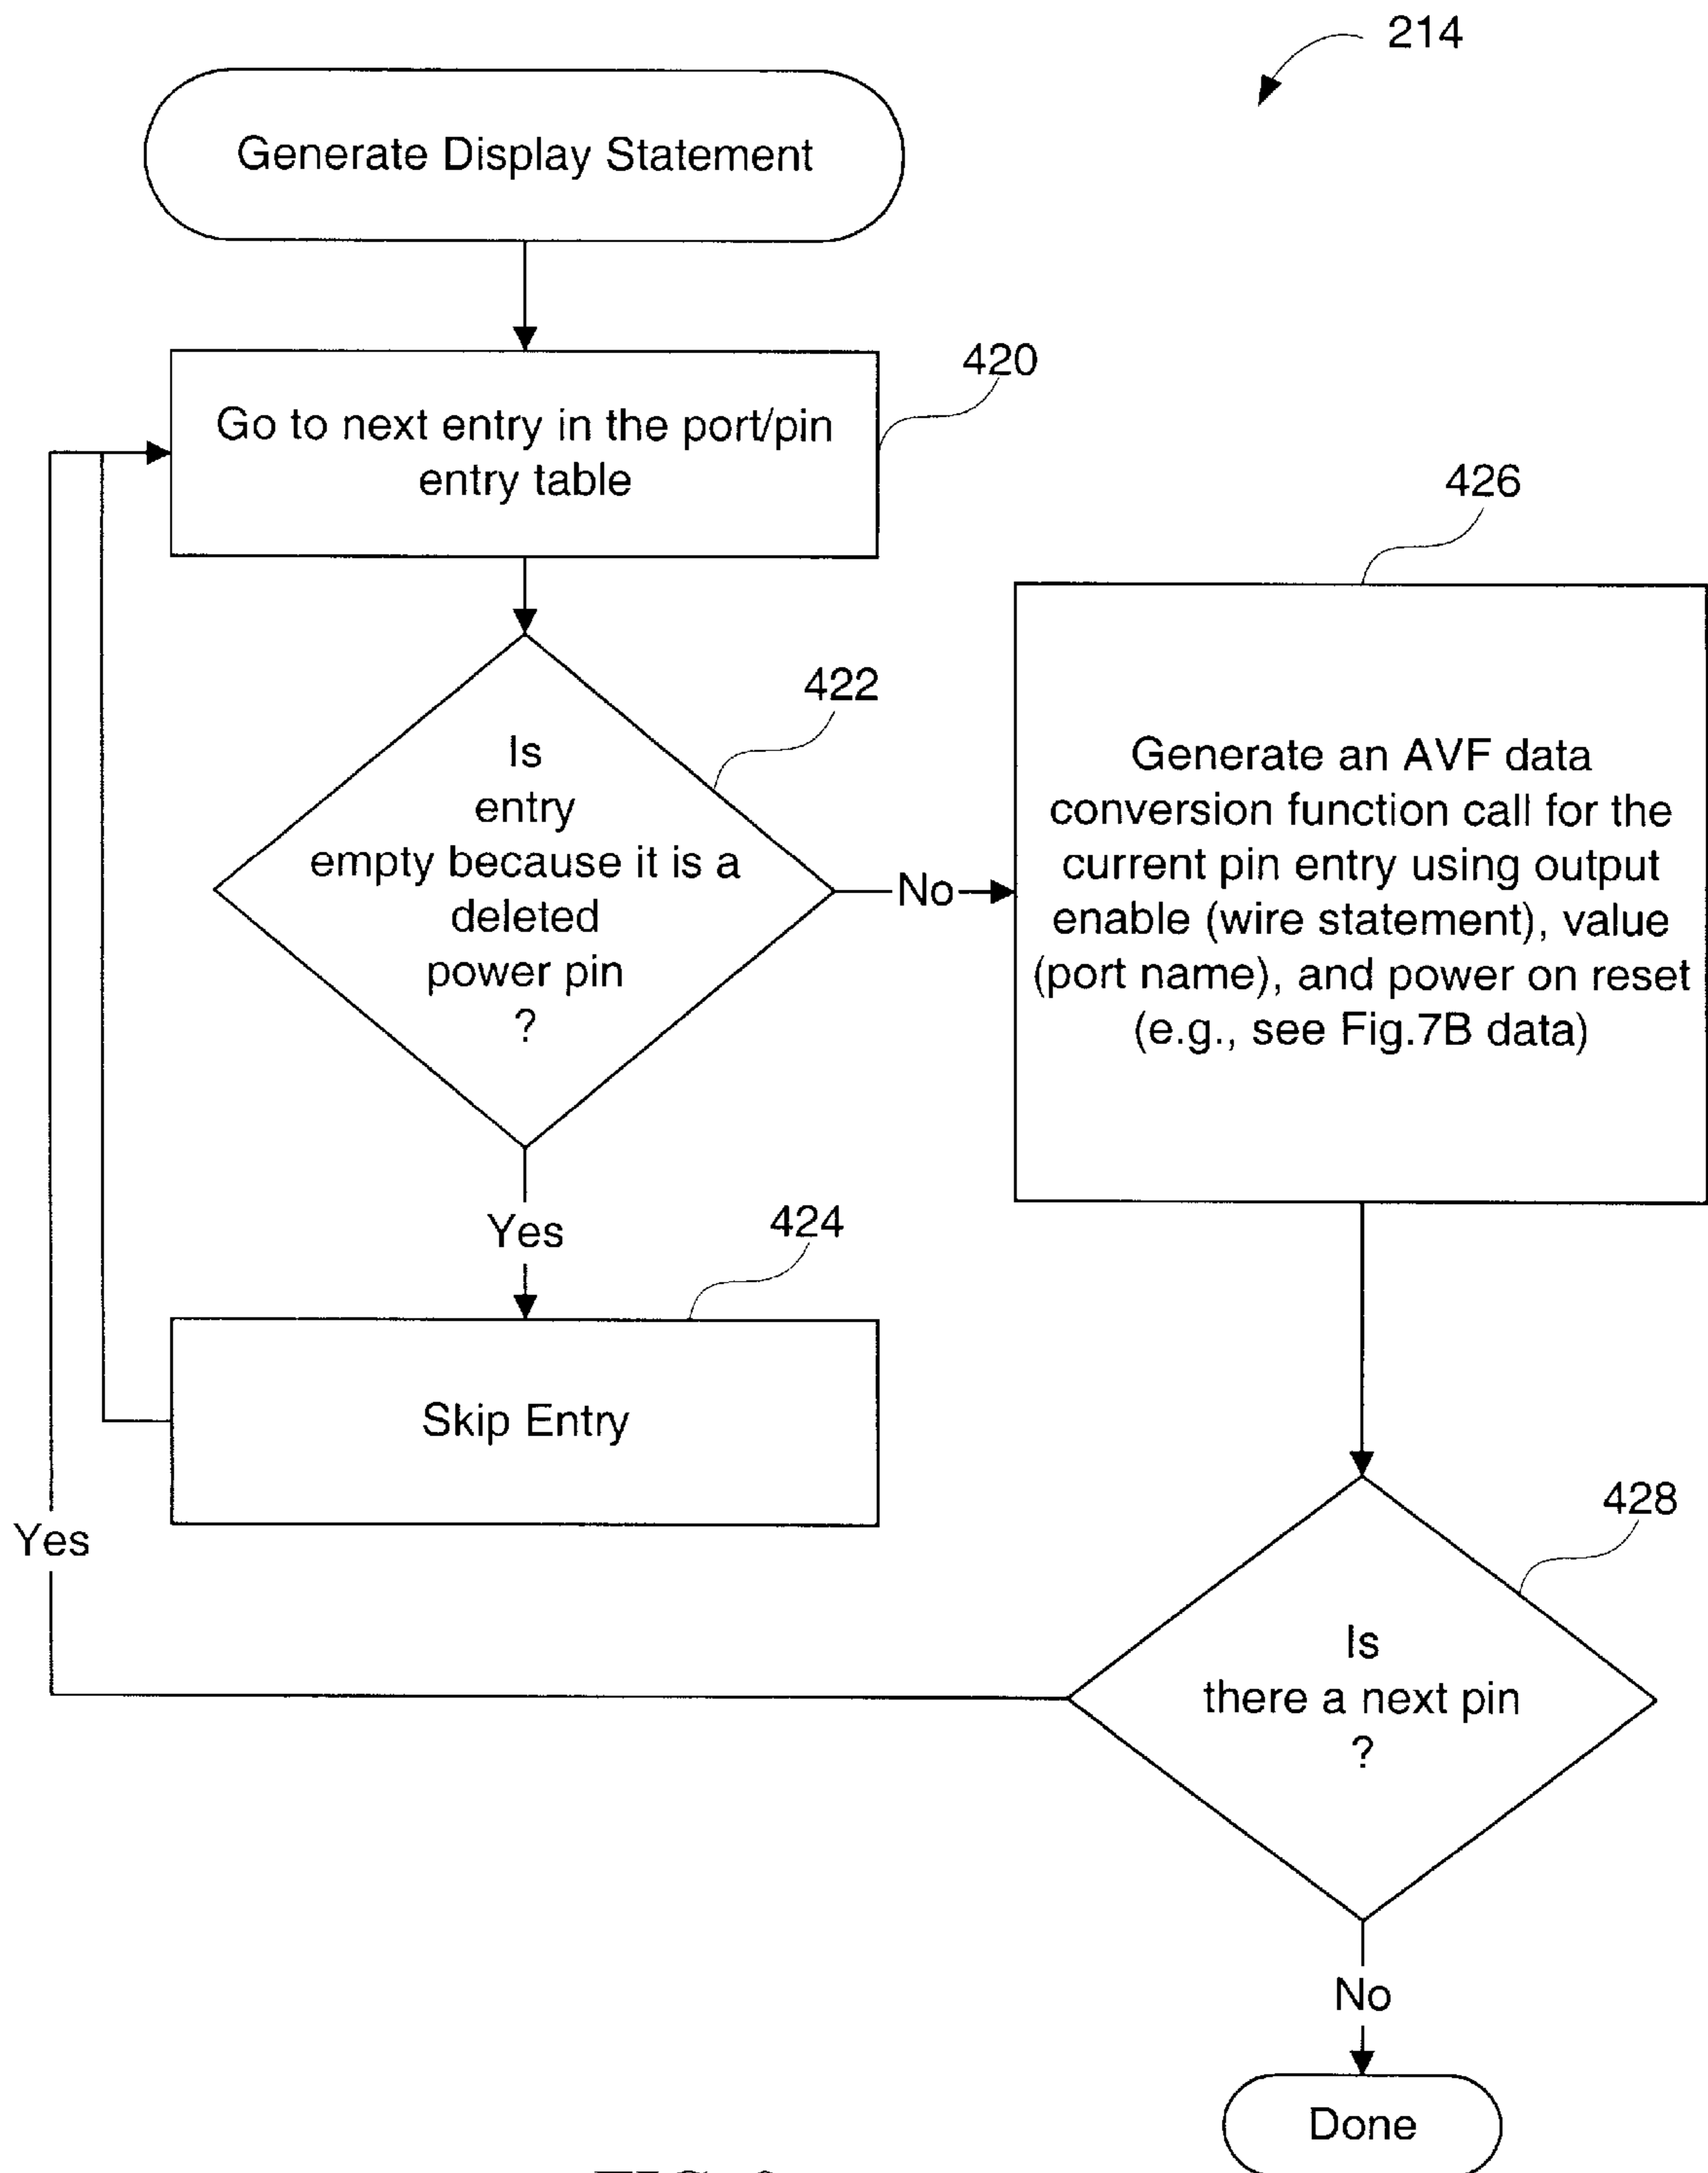 214
Generate Display Statement
420
Go to next entry in the port/pin
entry table
422
Is
entry
empty because it is a
deleted
power pin
?
No
426
Generate an AVF data
conversion function call for the
current pin entry using output
enable (wire statement), value
(port name), and power on reset
(e.g., see Fig.7B data)
Yes
424
Skip Entry
Yes
428
Is
there a next pin
?
No
Done